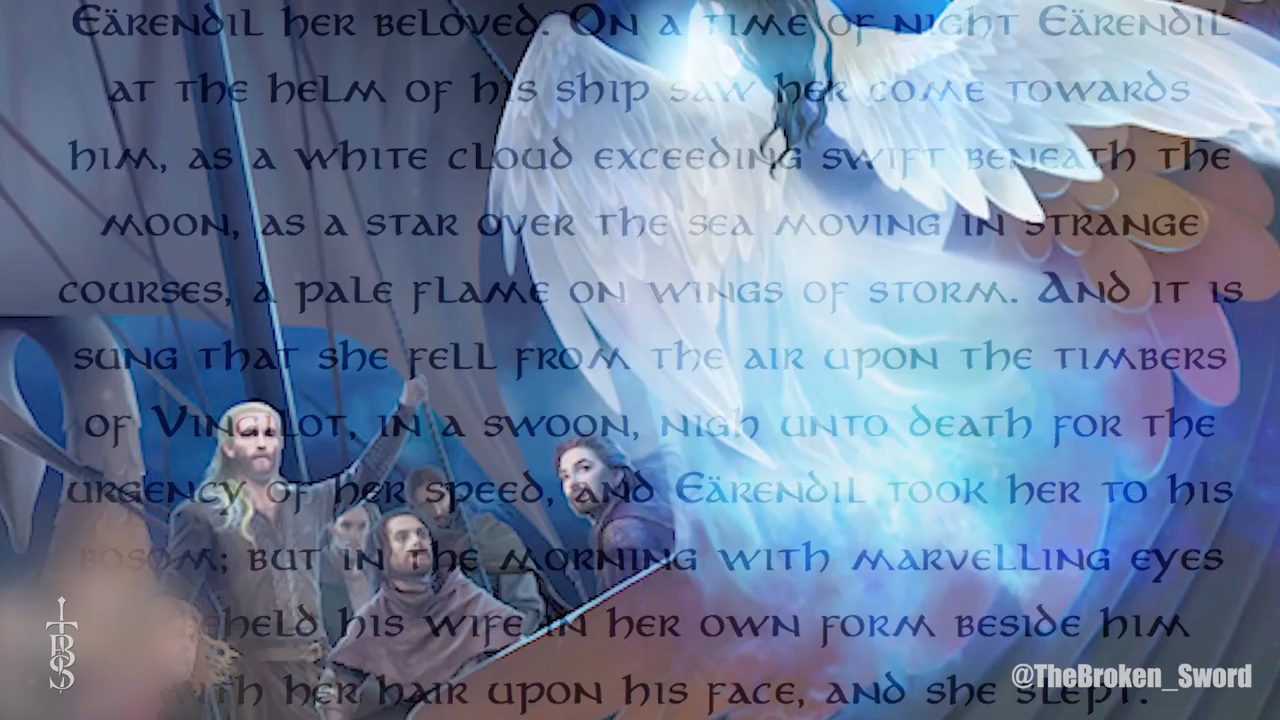 Eärendil her beloved. On a time of night Eärendil
at the helm of his ship saw her come towards
him, as a white cloud exceeding swift beneath the
moon, as a star over the sea moving in strange
courses, a pale flame on wings of storm. And it is
sung that she fell from the air upon the timbers
of Vingilot, in a swoon, nigh unto death for the
urgency of her speed, and Eärendil took her to his
bosom; but in the morning with marvelling eyes
held his wife in her own form beside him
with her hair upon his face, and she slept.
TBS
@TheBroken_Sword